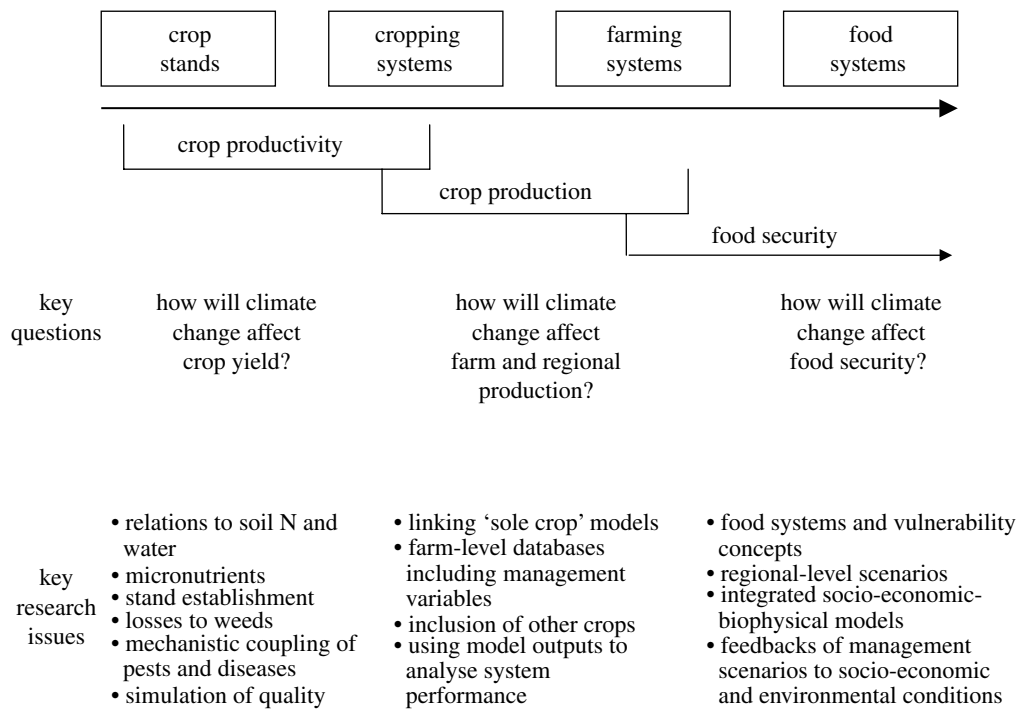 crop
stands
cropping
systems
farming
systems
food
systems
crop productivity
crop production
food security
key
questions
how will climate
change affect
crop yield?
how will climate
change affect
farm and regional
production?
how will climate
change affect
food security?
key
research
issues
• relations to soil N and
water
• micronutrients
• stand establishment
• losses to weeds
• mechanistic coupling of
pests and diseases
• simulation of quality
• linking ‘sole crop’ models
• farm-level databases
including management
variables
• inclusion of other crops
• using model outputs to
analyse system
performance
• food systems and vulnerability
concepts
• regional-level scenarios
• integrated socio-economic-
biophysical models
• feedbacks of management
scenarios to socio-economic
and environmental conditions